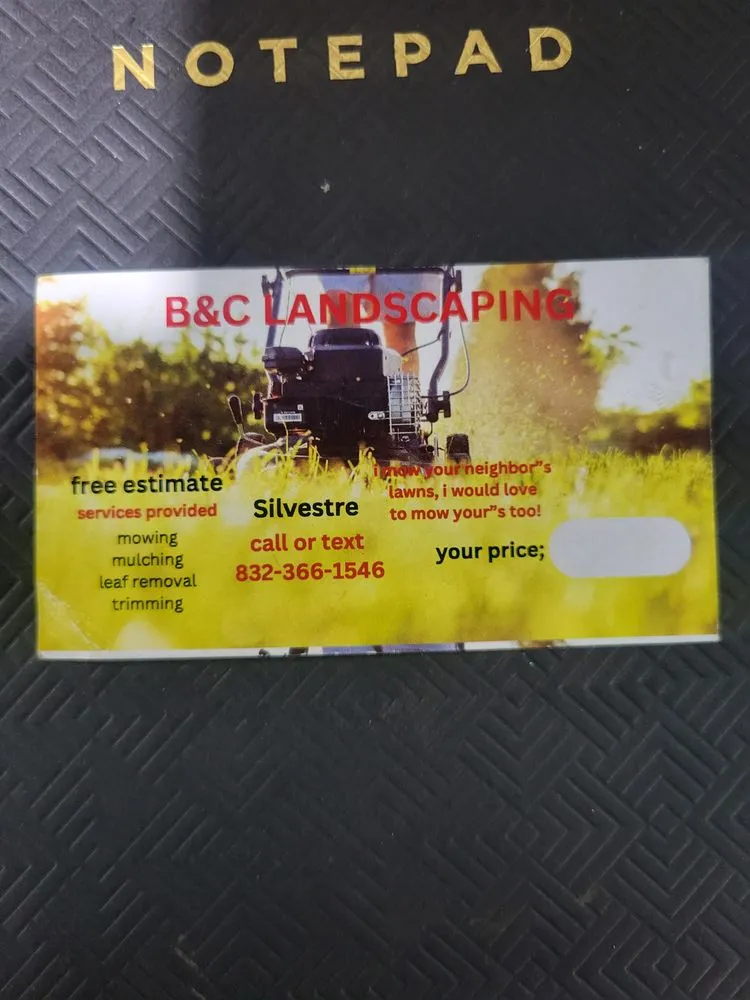 NOTEPAD
B&C LANDSCAPING
free estimate
services provided
mowing
mulching
leaf removal
trimming
Silvestre
call or text
832-366-1546
i mow your neighbor"s
lawns, i would love
to mow your"s too!
your price;